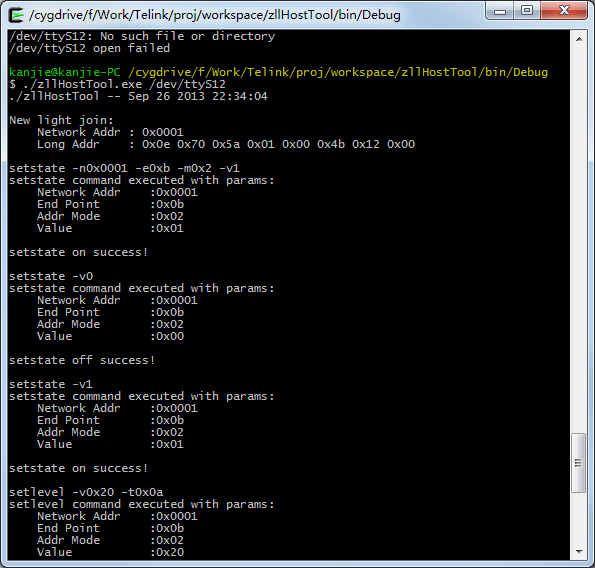 /cygdrive/f/Work/Telink/proj/workspace/zllHostTool/bin/Debug
/dev/ttyS12: No such file or directory
/dev/ttyS12 open failed
kanjie@kanjie-PC /cygdrive/f/Work/Telink/proj/workspace/zllHostTool/bin/Debug
$ ./zllHostTool.exe /dev/ttyS12
./zllHostTool -- Sep 26 2013 22:34:04
New light join:
    Network Addr : 0x0001
    Long Addr    : 0x0e 0x70 0x5a 0x01 0x00 0x4b 0x12 0x00
setstate -n0x0001 -e0xb -m0x2 -v1
setstate command executed with params:
    Network Addr    :0x0001
    End Point       :0x0b
    Addr Mode       :0x02
    Value           :0x01
setstate on success!
setstate -v0
setstate command executed with params:
    Network Addr    :0x0001
    End Point       :0x0b
    Addr Mode       :0x02
    Value           :0x00
setstate off success!
setstate -v1
setstate command executed with params:
    Network Addr    :0x0001
    End Point       :0x0b
    Addr Mode       :0x02
    Value           :0x01
setstate on success!
setlevel -v0x20 -t0x0a
setlevel command executed with params:
    Network Addr    :0x0001
    End Point       :0x0b
    Addr Mode       :0x02
    Value           :0x20